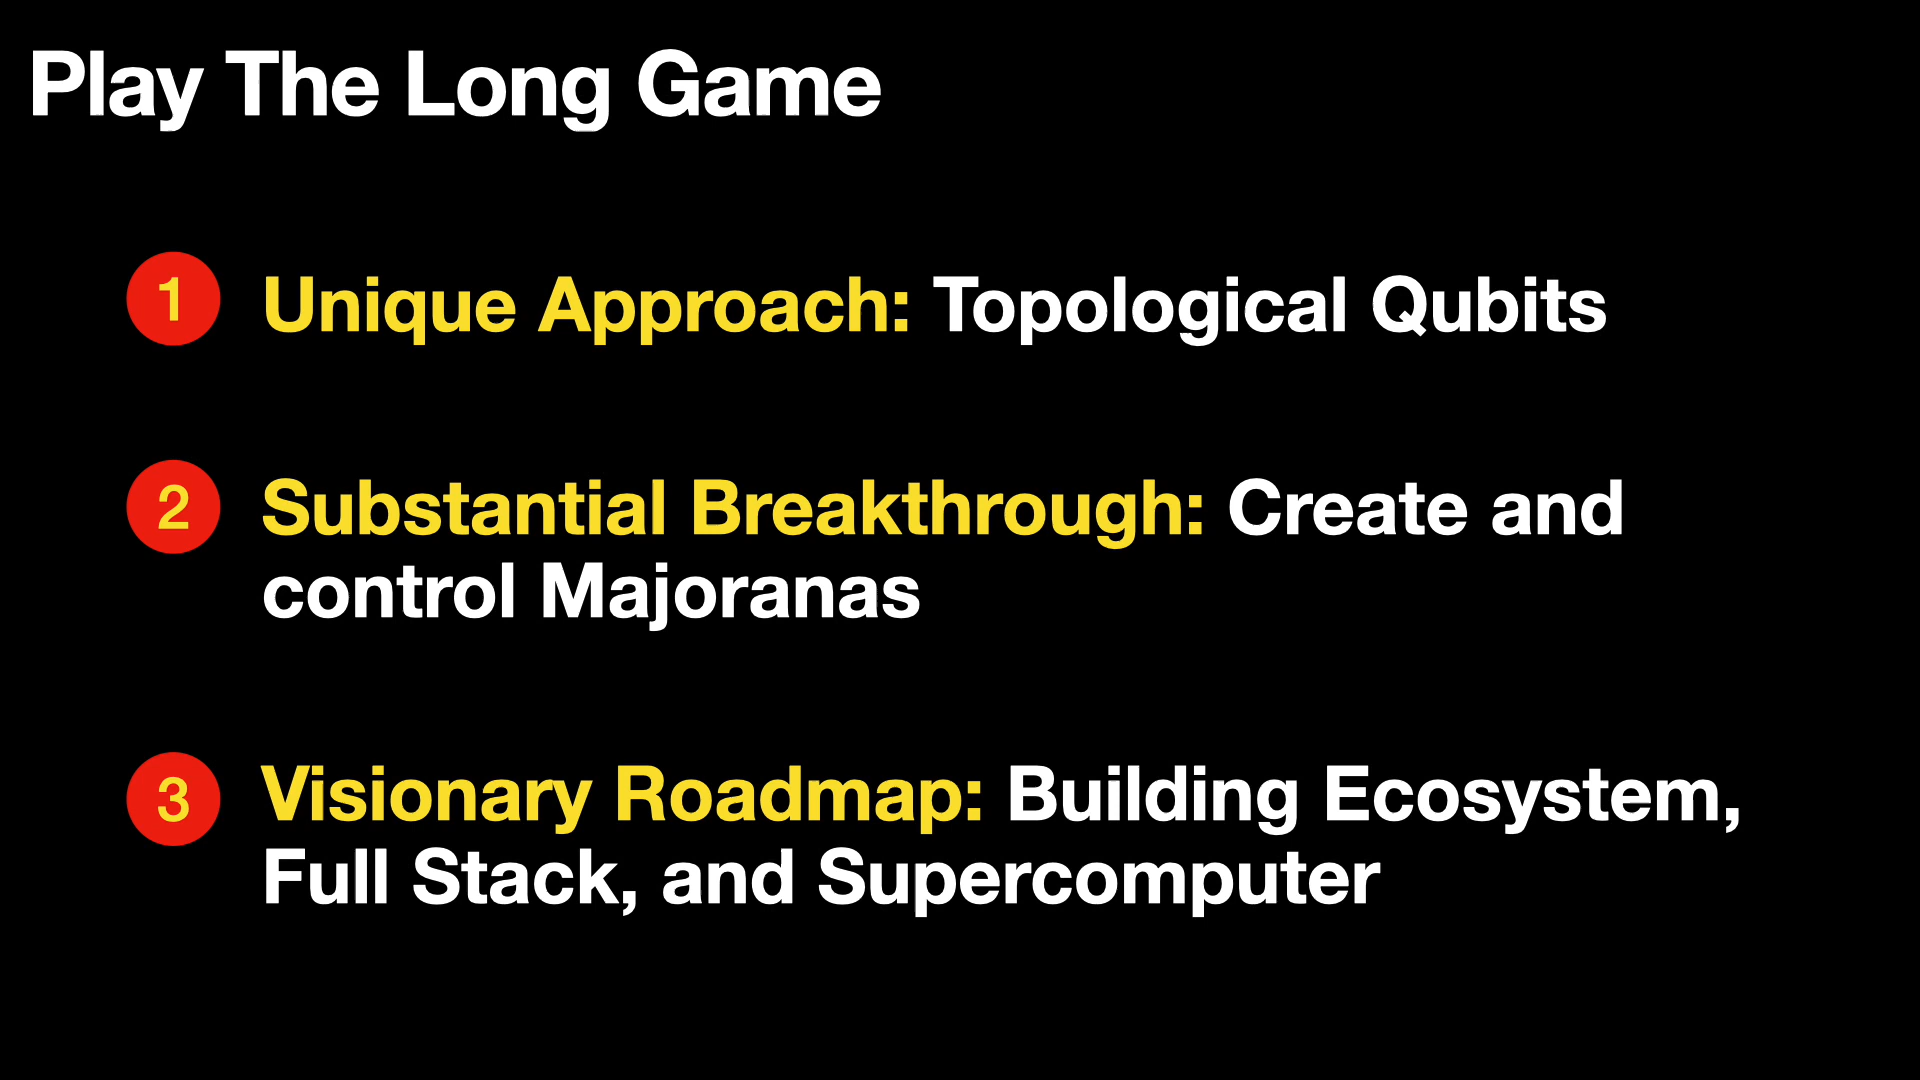 Play The Long Game
1 Unique Approach: Topological Qubits
2 Substantial Breakthrough: Create and
control Majoranas
3 Visionary Roadmap: Building Ecosystem,
Full Stack, and Supercomputer